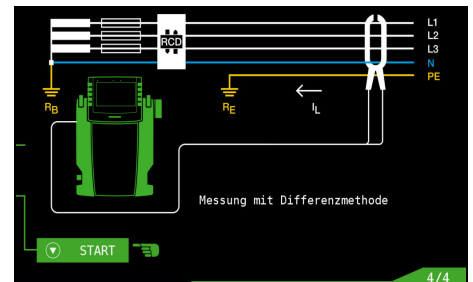 L1
L2
RCD
L3
N
PE
RB
RE
IL
Messung mit Differenzmethode
START
4/4